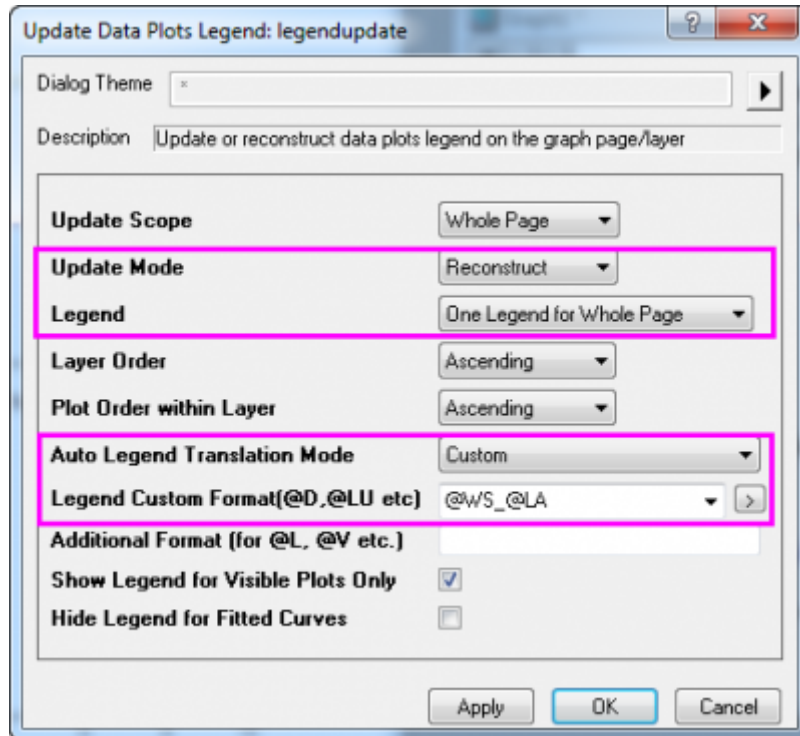 Update Data Plots Legend: legendupdate
Dialog Theme *
Description Update or reconstruct data plots legend on the graph page/layer
Update Scope Whole Page
Update Mode Reconstruct
Legend One Legend for Whole Page
Layer Order Ascending
Plot Order within Layer Ascending
Auto Legend Translation Mode Custom
Legend Custom Format(@D,@LU etc) @WS_@LA >
Additional Format (for @L, @V etc.)
Show Legend for Visible Plots Only
Hide Legend for Fitted Curves
Apply OK Cancel